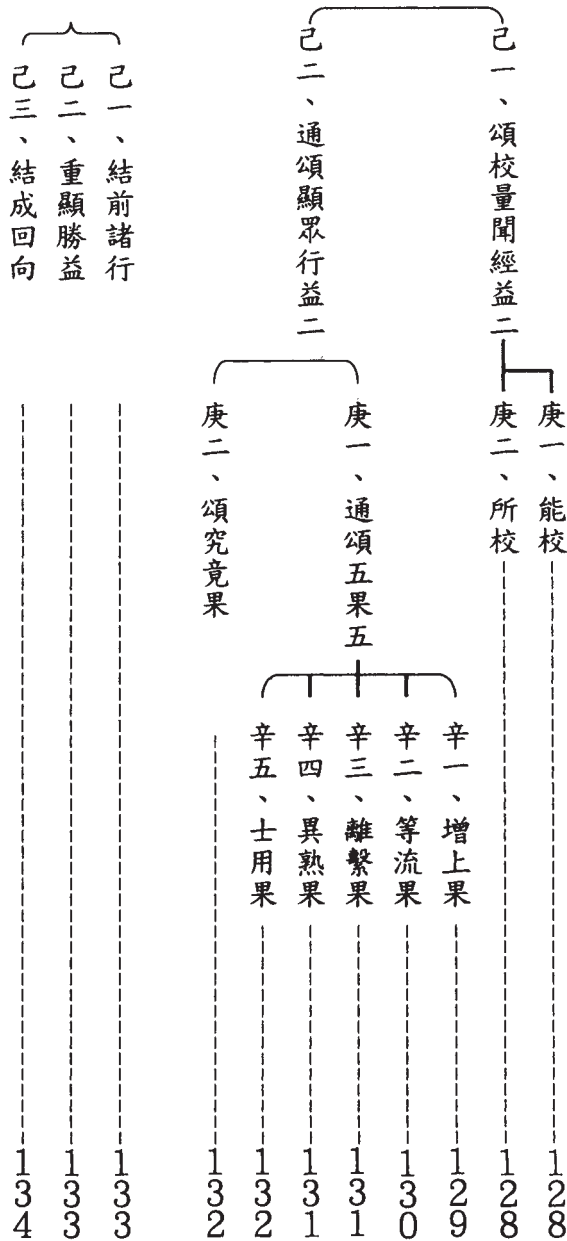 己一、頌校量聞經益二
庚一、能校 128
庚二、所校 128
己二、通頌顯眾行益二
庚一、通頌五果五
辛一、增上果 129
辛二、等流果 130
辛三、離繫果 131
辛四、異熟果 131
辛五、士用果 132
庚二、頌究竟果 132
己一、結前諸行 133
己二、重顯勝益 133
己三、結成回向 134